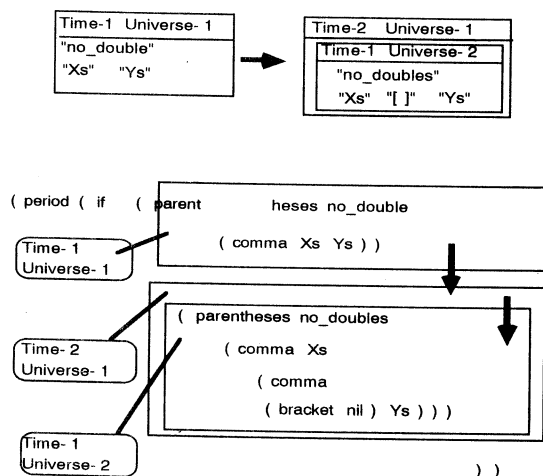 Time-1 Universe- 1
"no_double"
"Xs" "Ys"
Time-2 Universe- 1
Time-1 Universe- 2
"no_doubles"
"Xs" "[ ]" "Ys"
( period ( if ( parent heses no_double
( comma Xs Ys ) )
Time- 1
Universe- 1
( parentheses no_doubles
( comma Xs
( comma
( bracket nil ) Ys ) ) )
Time- 2
Universe- 1
Time- 1
Universe- 2
) )